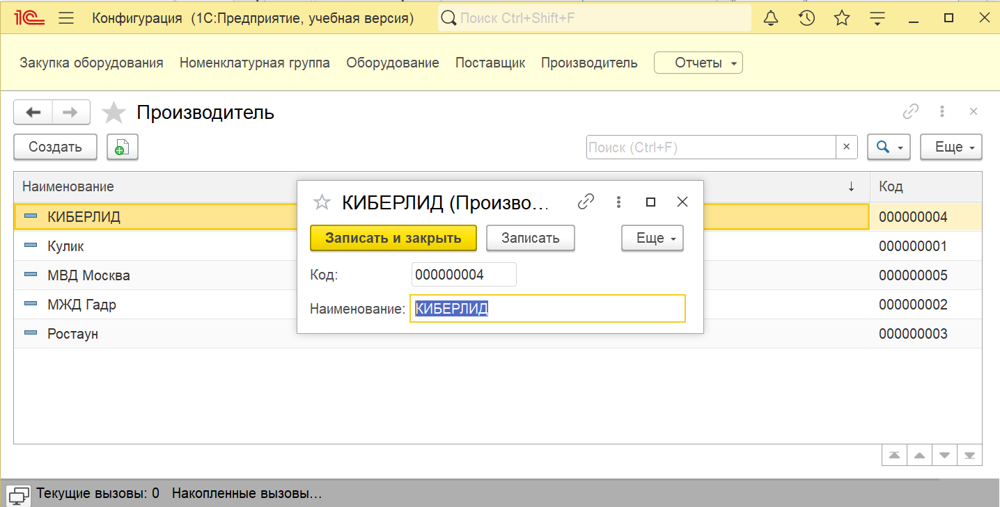 1С Конфигурация (1С:Предприятие, учебная версия) Поиск Ctrl+Shift+F
Закупка оборудования Номенклатурная группа Оборудование Поставщик Производитель Отчеты
Производитель
Создать Поиск (Ctrl+F) × Еще
Наименование ↓ Код
КИБЕРЛИД 000000004
Кулик 000000001
МВД Москва 000000005
МЖД Гадр 000000002
Ростаун 000000003
КИБЕРЛИД (Произво...
Записать и закрыть Записать Еще
Код: 000000004
Наименование: КИБЕРЛИД
Текущие вызовы: 0 Накопленные вызовы...